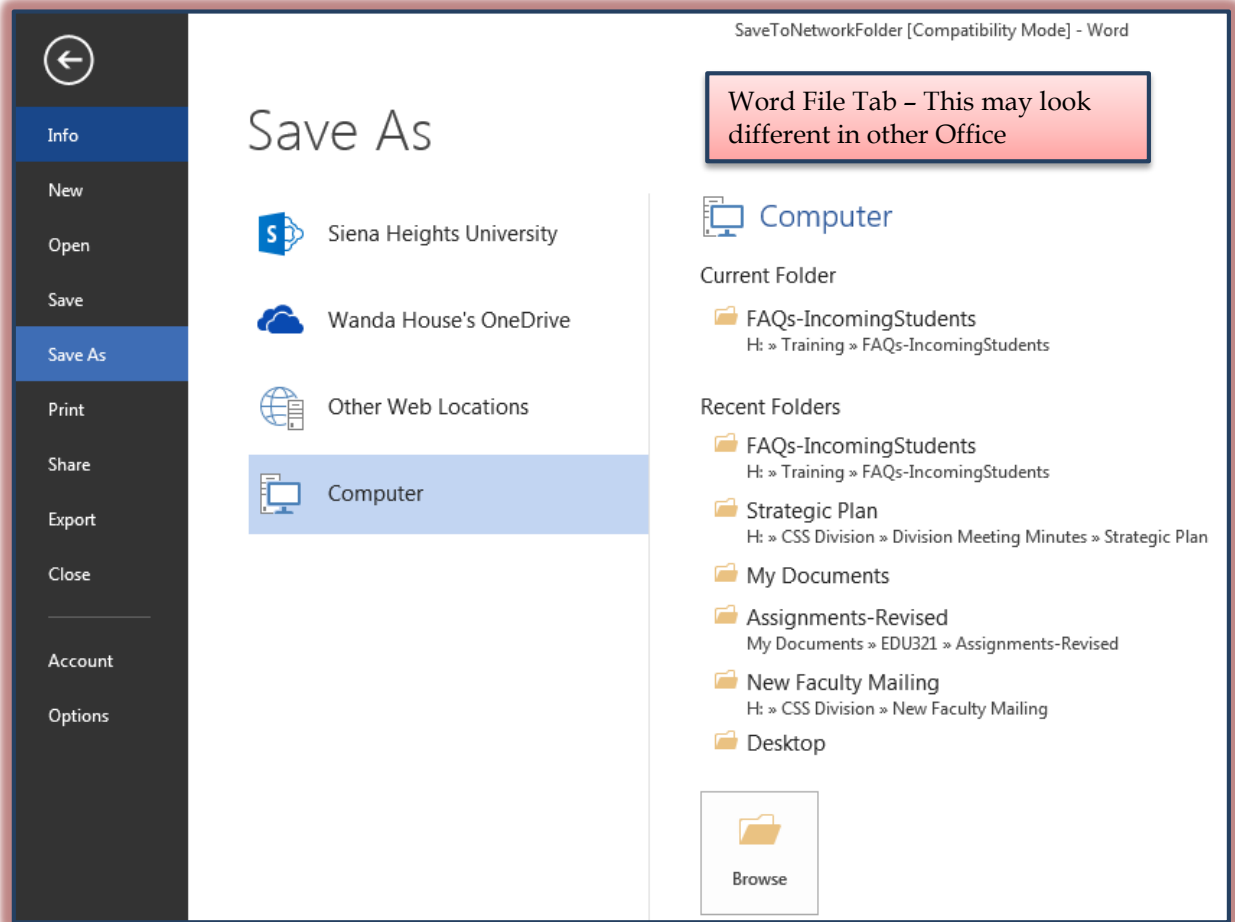 SaveToNetworkFolder [Compatibility Mode] - Word
Info
New
Open
Save
Save As
Print
Share
Export
Close
Account
Options
Save As
S
Siena Heights University
Wanda House's OneDrive
Other Web Locations
Computer
Word File Tab – This may look
different in other Office
Computer
Current Folder
FAQs-IncomingStudents
H: » Training » FAQs-IncomingStudents
Recent Folders
FAQs-IncomingStudents
H: » Training » FAQs-IncomingStudents
Strategic Plan
H: » CSS Division » Division Meeting Minutes » Strategic Plan
My Documents
Assignments-Revised
My Documents » EDU321 » Assignments-Revised
New Faculty Mailing
H: » CSS Division » New Faculty Mailing
Desktop
Browse